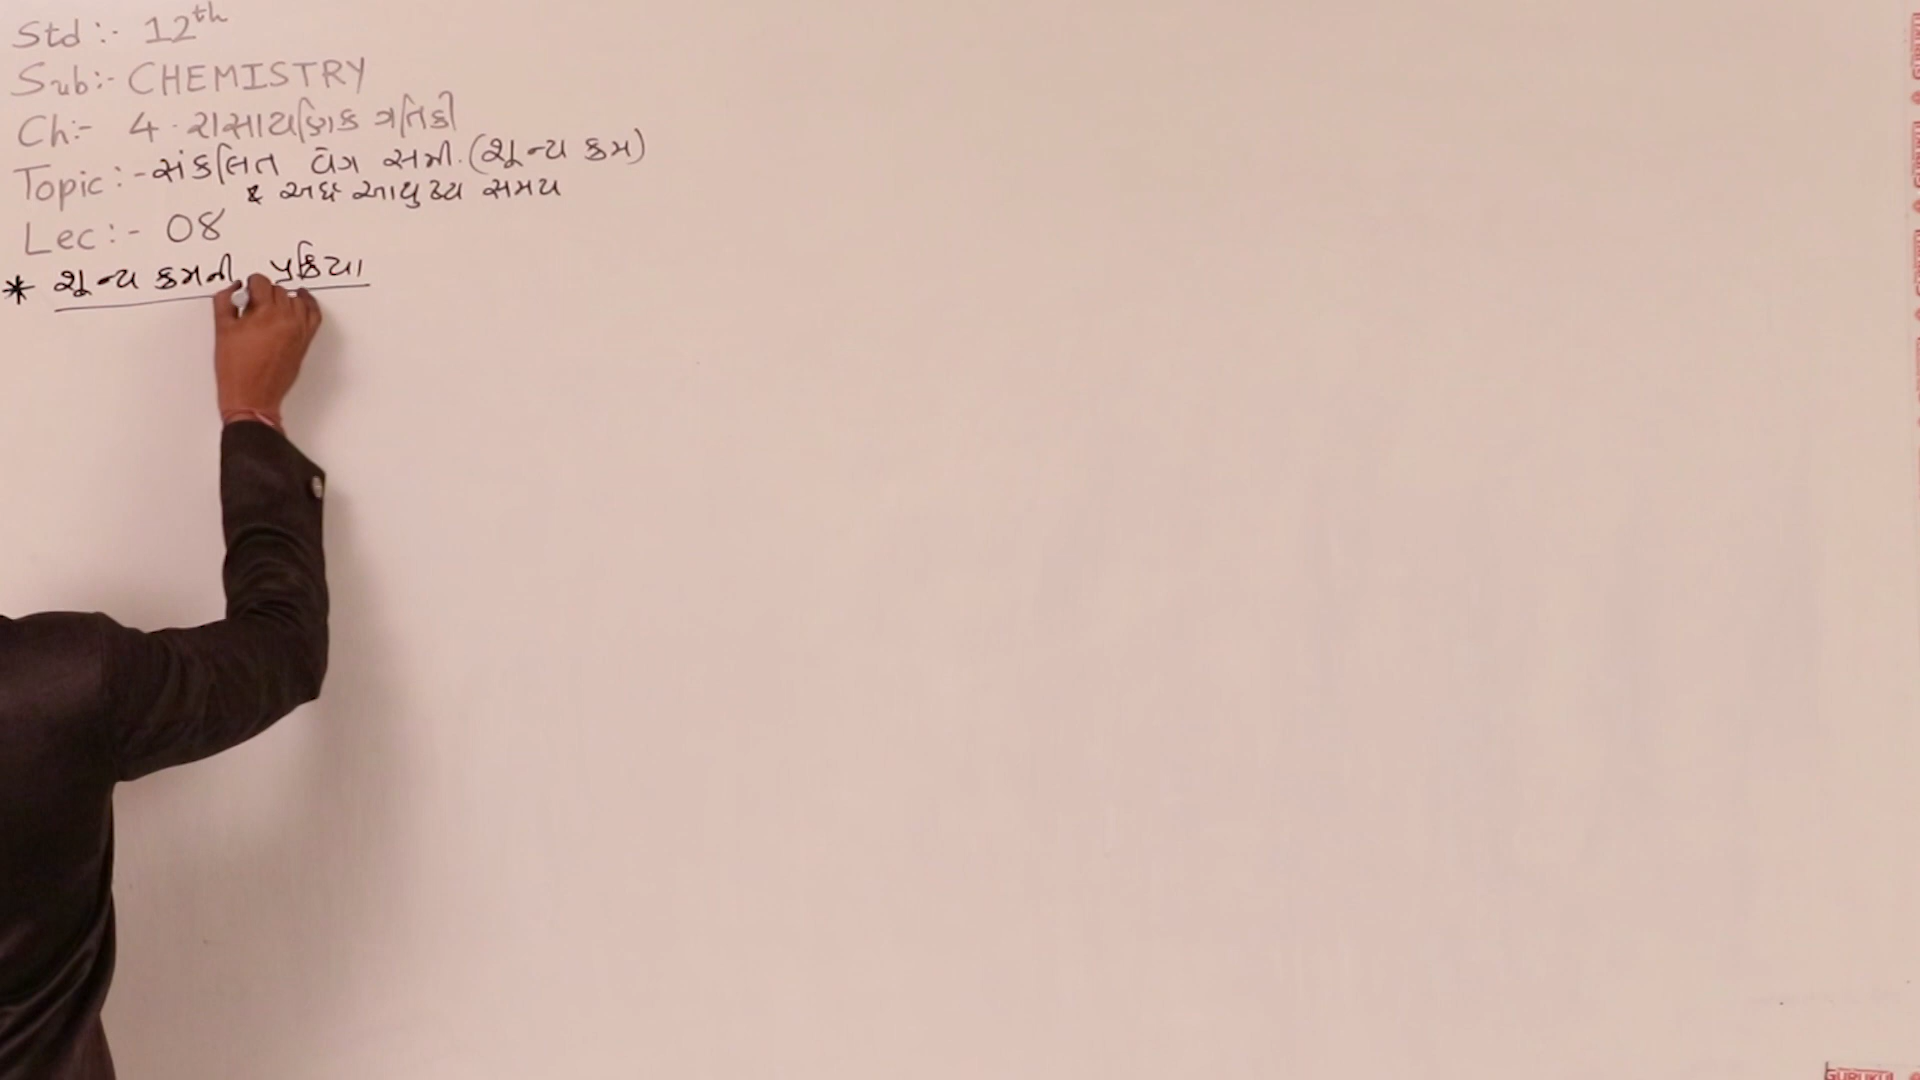 Std :- 12th
Sub:- CHEMISTRY
Ch:- 4. રાસાયણિક ગતિકી
Topic :- સંકલિત વેગ સમી. (શૂન્ય ક્રમ)
& અર્ધ આયુષ્ય સમય
Lec :- 08
* શૂન્ય ક્રમની પ્રક્રિયા
GURUKUL